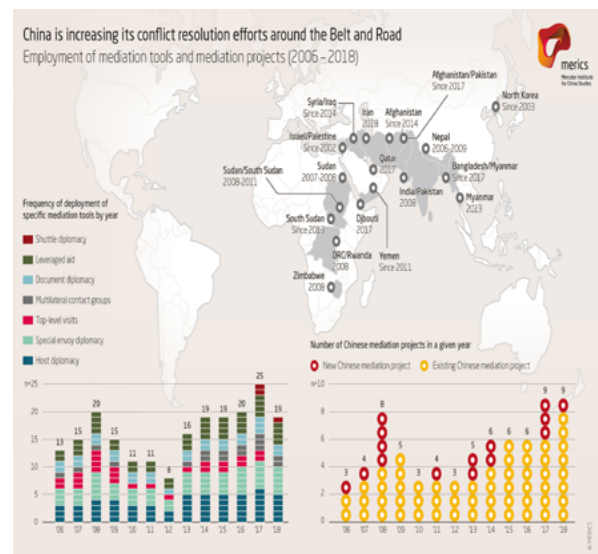 China is increasing its conflict resolution efforts around the Belt and Road
Employment of mediation tools and mediation projects (2006 – 2018)
merics
Mercator Institute
for China Studies
Afghanistan/Pakistan
Since 2017
North Korea
Since 2003
Syria/Iraq
Since 2014
Iran
2018
Afghanistan
Since 2014
Israel/Palestine
Since 2002
Nepal
2006-2009
Qatar
2017
Bangladesh/Myanmar
Since 2017
Sudan/South Sudan
2008-2011
Sudan
2007-2008
India/Pakistan
2008
Myanmar
2013
South Sudan
Since 2013
Djibouti
2017
Yemen
Since 2011
DRC/Rwanda
2008
Zimbabwe
2008
Frequency of deployment of
specific mediation tools by year
Shuttle diplomacy
Leveraged aid
Document diplomacy
Multilateral contact groups
Top-level visits
Special envoy diplomacy
Host diplomacy
n=25
20
15
10
5
0
13
15
20
15
11
11
8
16
19
19
20
25
19
'06 '07 '08 '09 '10 '11 '12 '13 '14 '15 '16 '17 '18
Number of Chinese mediation projects in a given year
New Chinese mediation project
Existing Chinese mediation project
n=10
8
6
4
2
0
3
4
8
5
3
4
3
5
6
6
6
9
9
'06 '07 '08 '09 '10 '11 '12 '13 '14 '15 '16 '17 '18
© MERICS